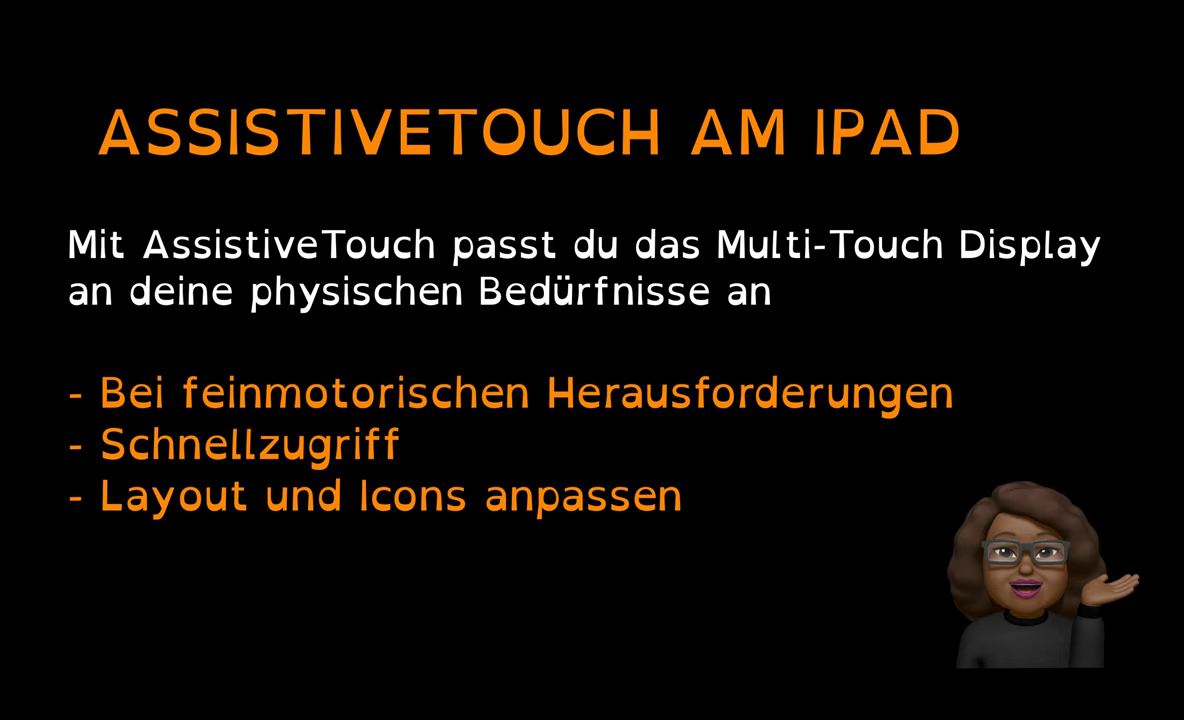 ASSISTIVETOUCH AM IPAD
Mit AssistiveTouch passt du das Multi-Touch Display
an deine physischen Bedürfnisse an
- Bei feinmotorischen Herausforderungen
- Schnellzugriff
- Layout und Icons anpassen